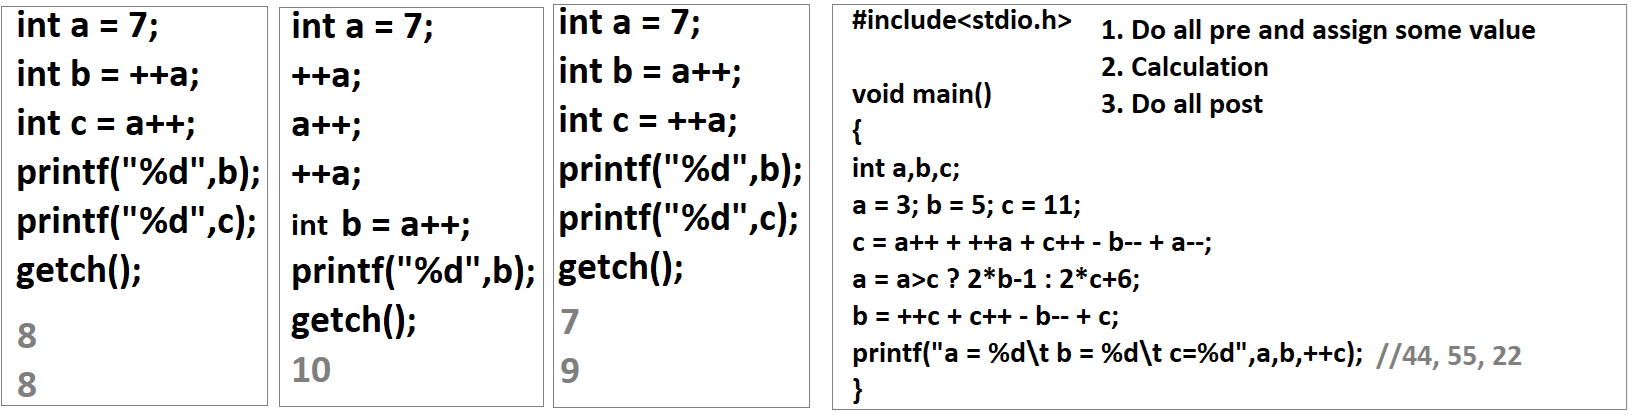 int a = 7;
int b = ++a;
int c = a++;
printf("%d",b);
printf("%d",c);
getch();
8
8
int a = 7;
++a;
a++;
++a;
int b = a++;
printf("%d",b);
getch();
10
int a = 7;
int b = a++;
int c = ++a;
printf("%d",b);
printf("%d",c);
getch();
7
9
#include<stdio.h>
1. Do all pre and assign some value
2. Calculation
3. Do all post
void main()
{
int a,b,c;
a = 3; b = 5; c = 11;
c = a++ + ++a + c++ - b-- + a--;
a = a>c ? 2*b-1 : 2*c+6;
b = ++c + c++ - b-- + c;
printf("a = %d\t b = %d\t c=%d",a,b,++c); //44, 55, 22
}